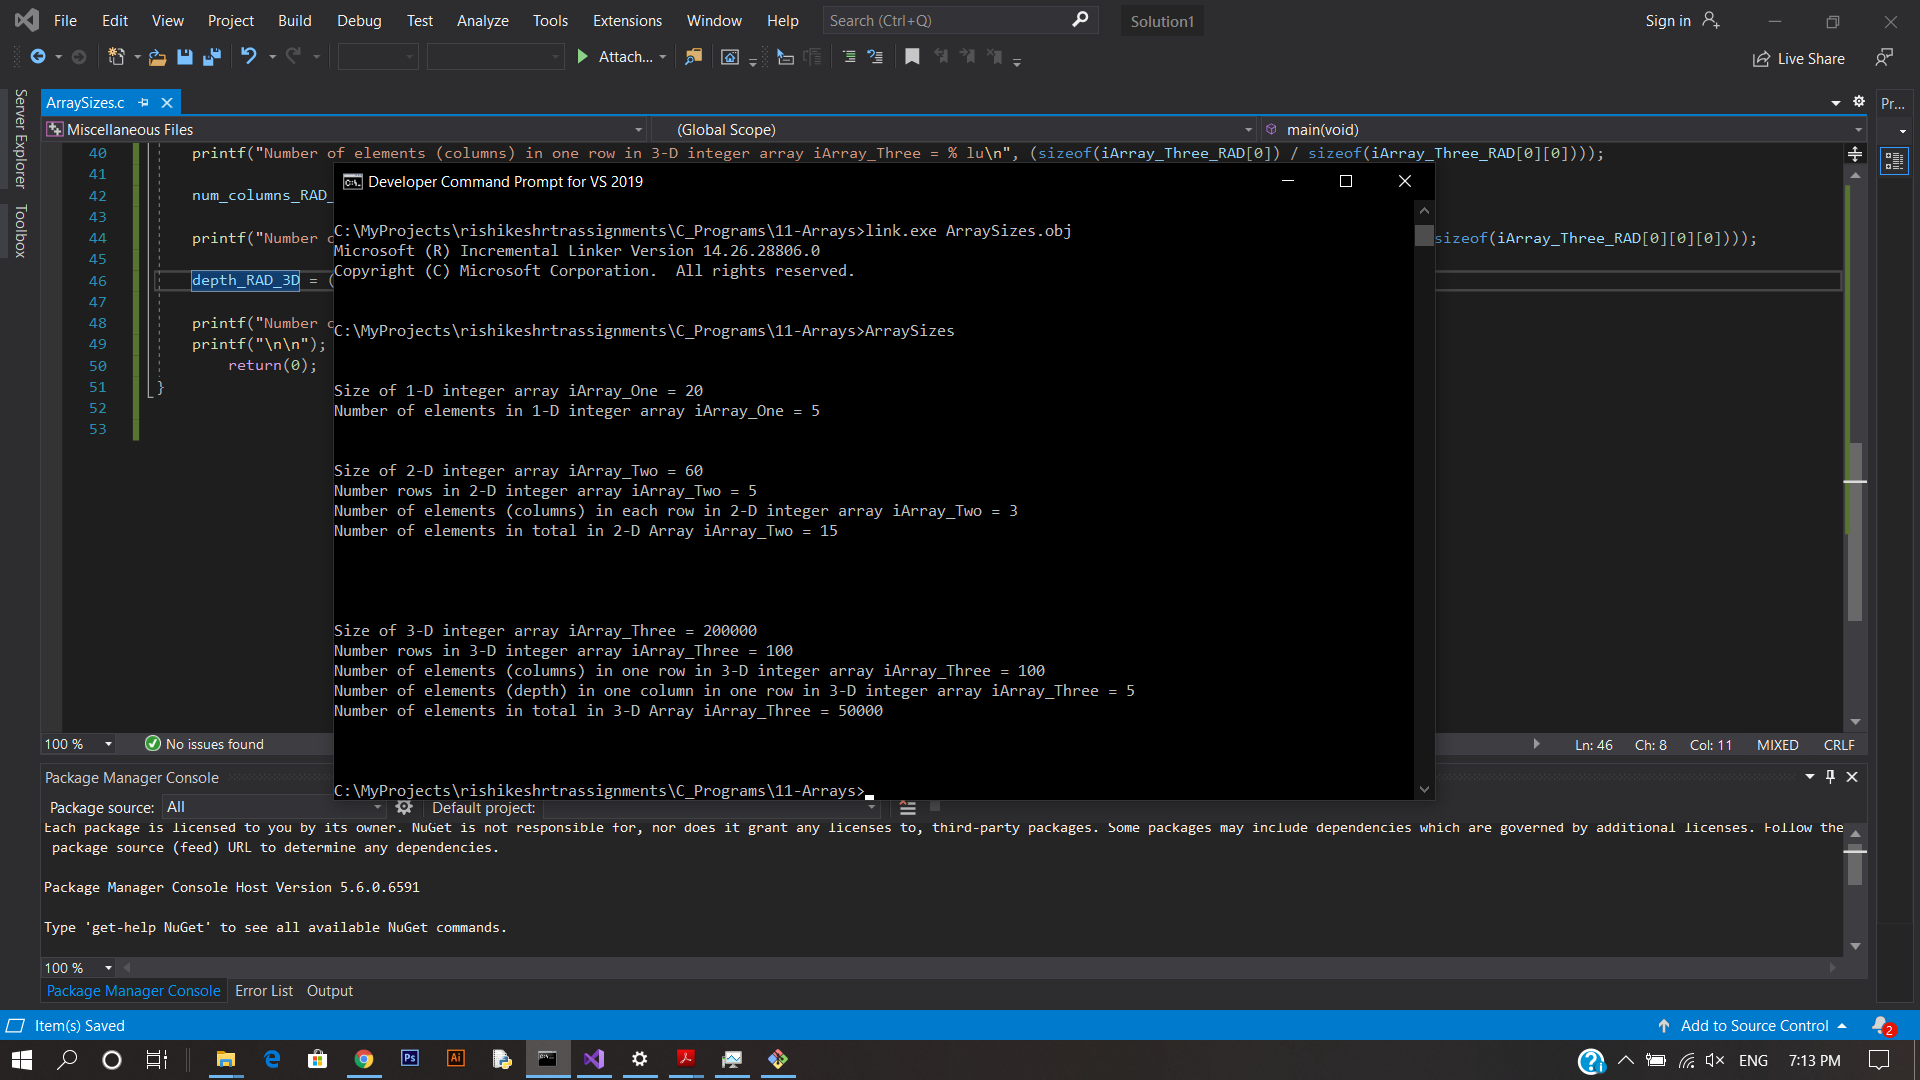 File Edit View Project Build Debug Test Analyze Tools Extensions Window Help Search (Ctrl+Q) Solution1 Sign in
Attach...
Live Share
Server Explorer
Toolbox
ArraySizes.c
Pr...
Miscellaneous Files (Global Scope) main(void)
40 printf("Number of elements (columns) in one row in 3-D integer array iArray_Three = % lu\n", (sizeof(iArray_Three_RAD[0]) / sizeof(iArray_Three_RAD[0][0])));
41
42 num_columns_RAD_
43
44 printf("Number sizeof(iArray_Three_RAD[0][0][0])));
45
46 depth_RAD_3D = (
47
48 printf("Number
49 printf("\n\n");
50 return(0);
51 }
52
53
Developer Command Prompt for VS 2019
C:\MyProjects\rishikeshrtrassignments\C_Programs\11-Arrays>link.exe ArraySizes.obj
Microsoft (R) Incremental Linker Version 14.26.28806.0
Copyright (C) Microsoft Corporation.  All rights reserved.
C:\MyProjects\rishikeshrtrassignments\C_Programs\11-Arrays>ArraySizes
Size of 1-D integer array iArray_One = 20
Number of elements in 1-D integer array iArray_One = 5
Size of 2-D integer array iArray_Two = 60
Number rows in 2-D integer array iArray_Two = 5
Number of elements (columns) in each row in 2-D integer array iArray_Two = 3
Number of elements in total in 2-D Array iArray_Two = 15
Size of 3-D integer array iArray_Three = 200000
Number rows in 3-D integer array iArray_Three = 100
Number of elements (columns) in one row in 3-D integer array iArray_Three = 100
Number of elements (depth) in one column in one row in 3-D integer array iArray_Three = 5
Number of elements in total in 3-D Array iArray_Three = 50000
C:\MyProjects\rishikeshrtrassignments\C_Programs\11-Arrays>
100 % No issues found Ln: 46 Ch: 8 Col: 11 MIXED CRLF
Package Manager Console
Package source: All Default project:
Each package is licensed to you by its owner. NuGet is not responsible for, nor does it grant any licenses to, third-party packages. Some packages may include dependencies which are governed by additional licenses. Follow the
package source (feed) URL to determine any dependencies.
Package Manager Console Host Version 5.6.0.6591
Type 'get-help NuGet' to see all available NuGet commands.
100 %
Package Manager Console Error List Output
Item(s) Saved Add to Source Control 2
Ps Ai ENG 7:13 PM